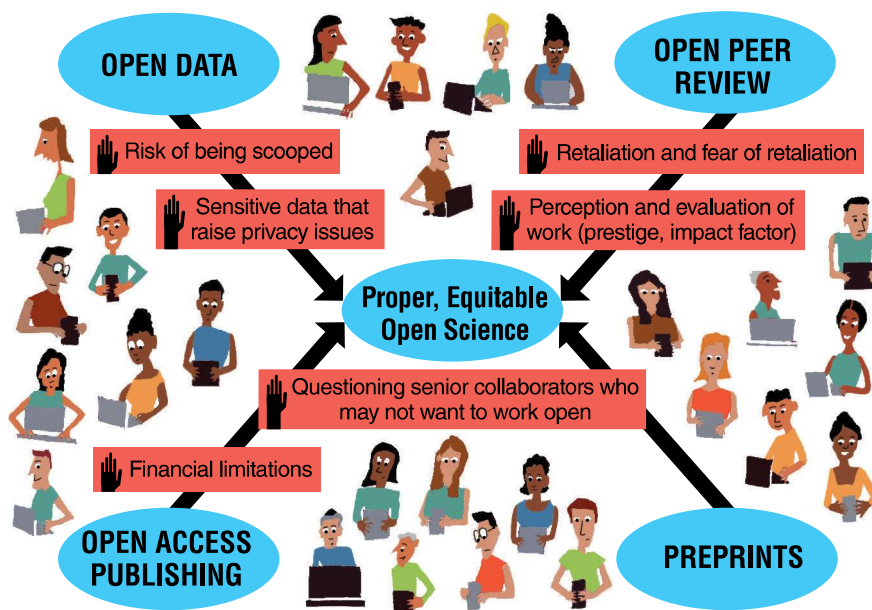 OPEN DATA
OPEN PEER
REVIEW
Risk of being scooped
Retaliation and fear of retaliation
Sensitive data that
raise privacy issues
Perception and evaluation of
work (prestige, impact factor)
Proper, Equitable
Open Science
Questioning senior collaborators who
may not want to work open
Financial limitations
OPEN ACCESS
PUBLISHING
PREPRINTS